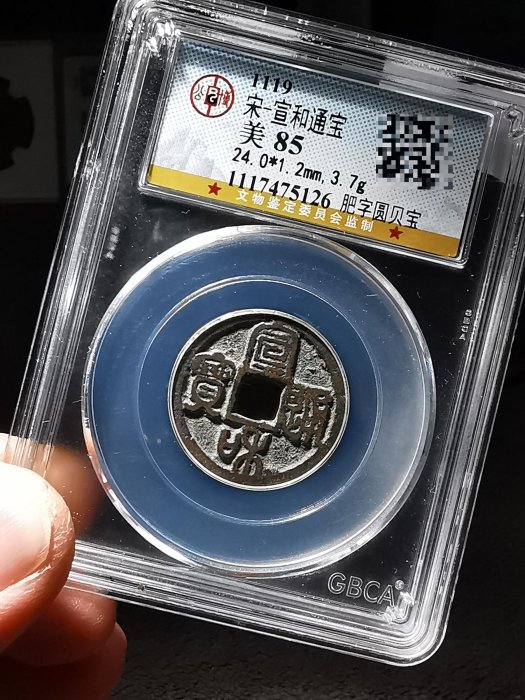 1119
宋·宣和通宝
美 85
24.0*1.2mm,3.7g
1117475126 肥字圆贝宝
★ 文物鉴定委员会监制 ★
宣和通寶
GBCA®
GBCA